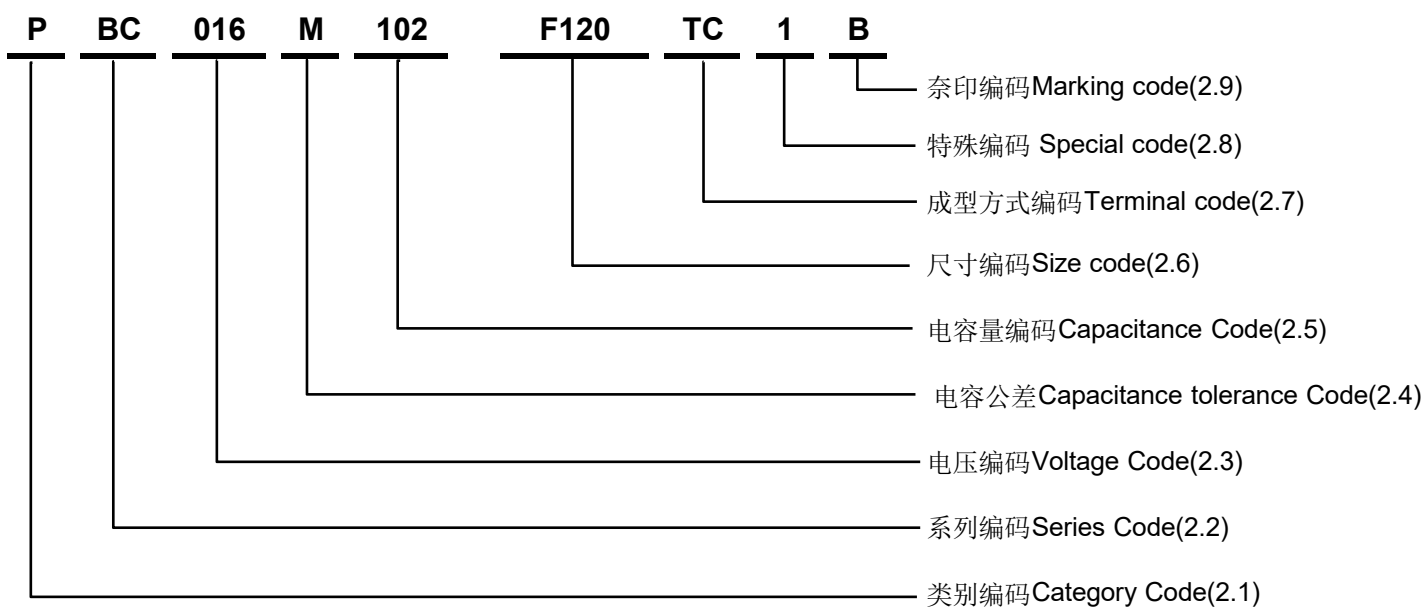 P BC 016 M 102 F120 TC 1 B
奈印编码Marking code(2.9)
特殊编码 Special code(2.8)
成型方式编码Terminal code(2.7)
尺寸编码Size code(2.6)
电容量编码Capacitance Code(2.5)
电容公差Capacitance tolerance Code(2.4)
电压编码Voltage Code(2.3)
系列编码Series Code(2.2)
类别编码Category Code(2.1)